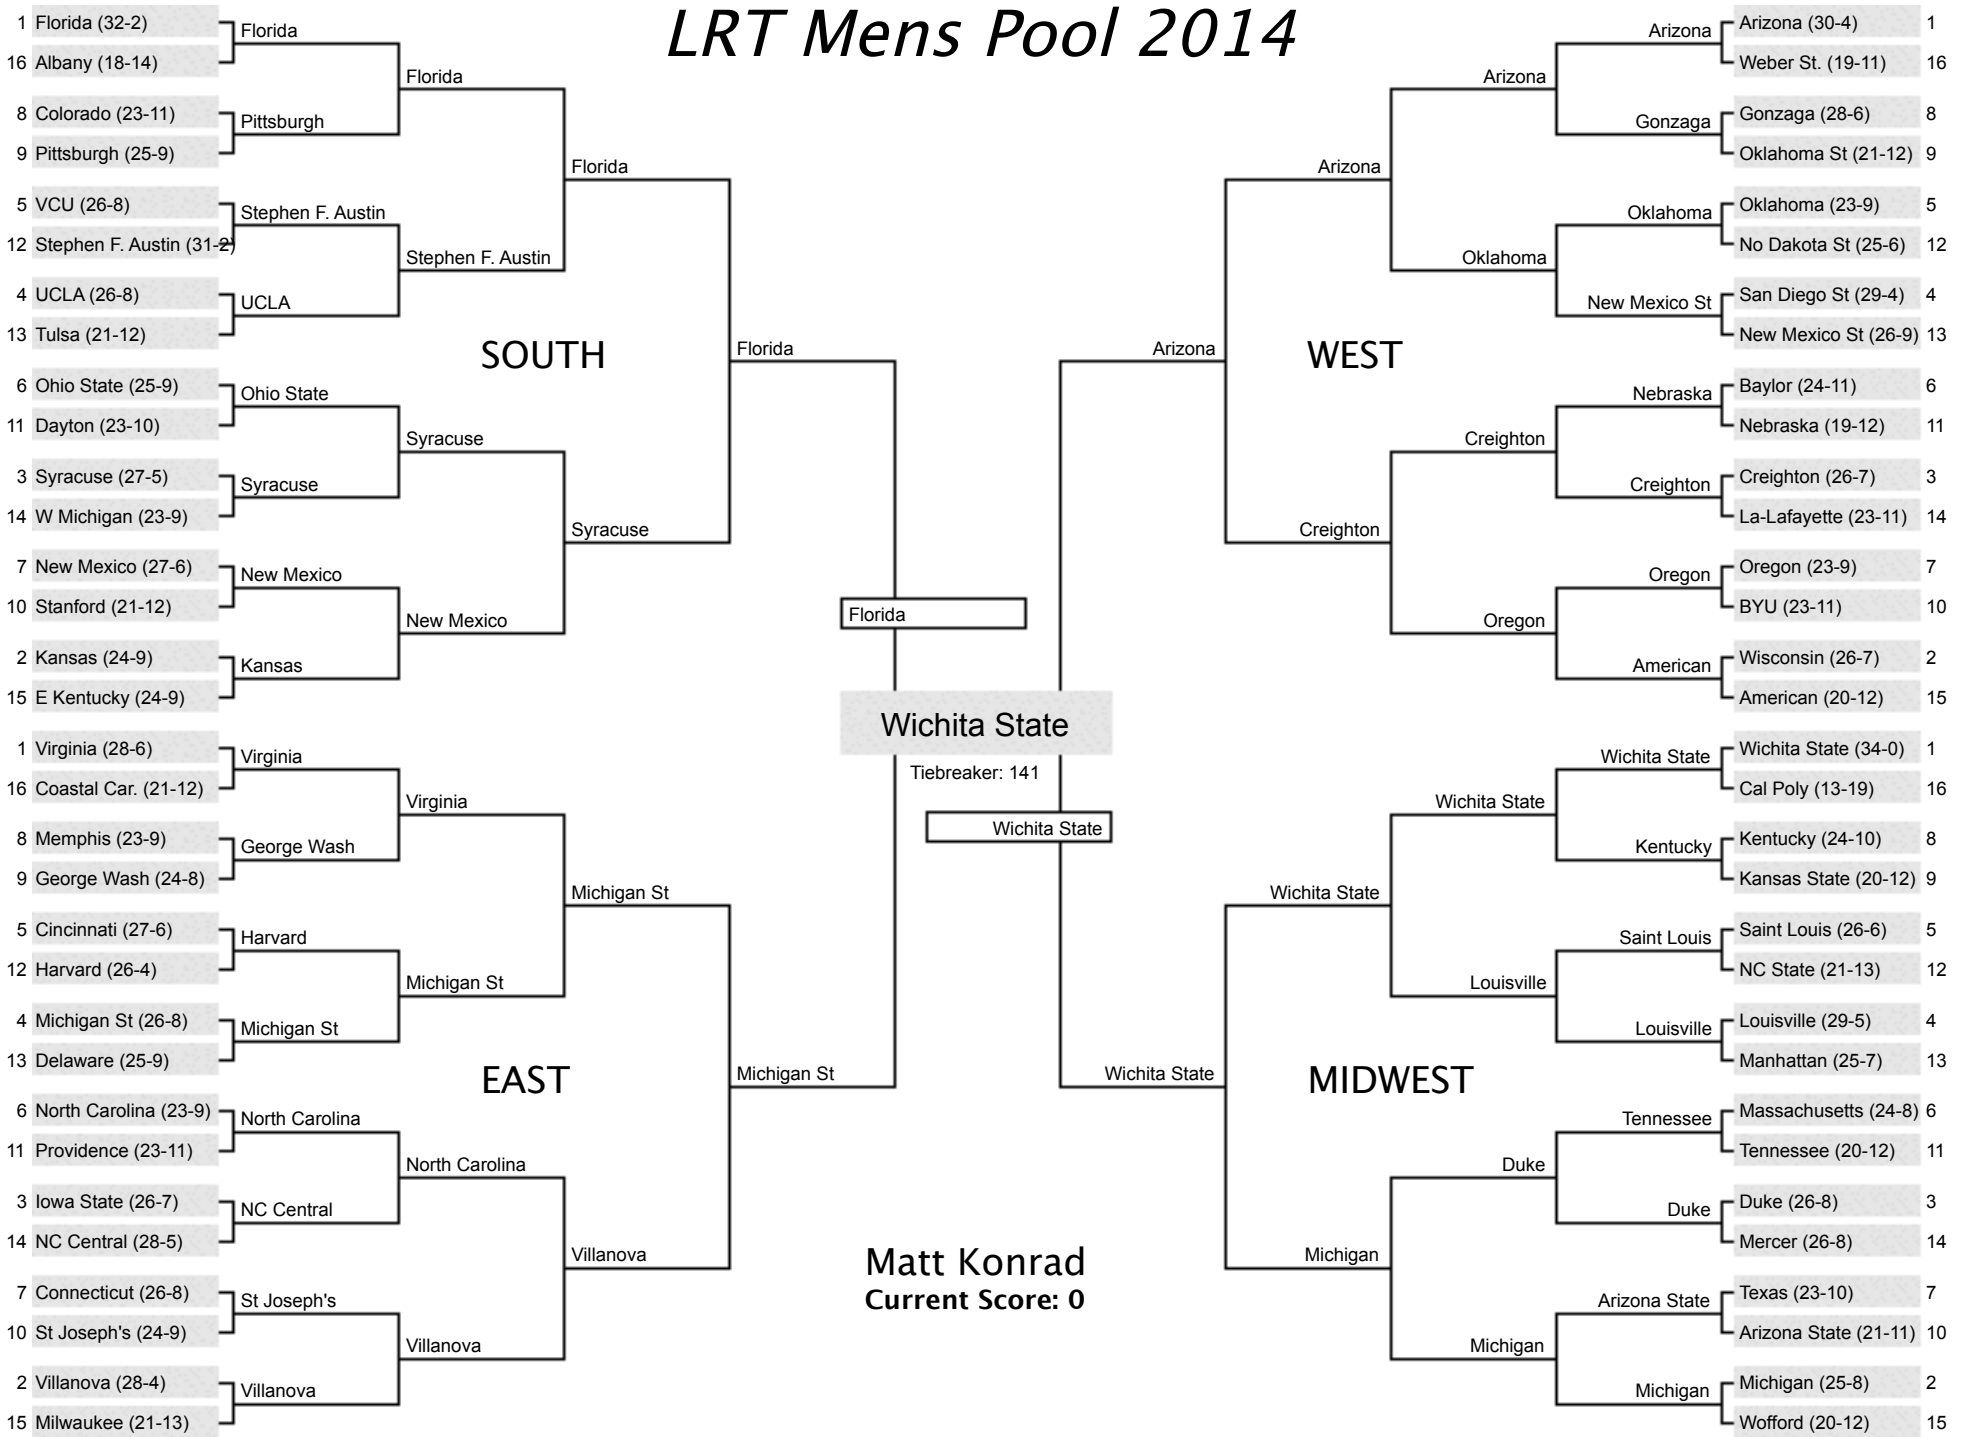 LRT Mens Pool 2014
1 Florida (32-2)
16 Albany (18-14)
8 Colorado (23-11)
9 Pittsburgh (25-9)
5 VCU (26-8)
12 Stephen F. Austin (31-2)
4 UCLA (26-8)
13 Tulsa (21-12)
6 Ohio State (25-9)
11 Dayton (23-10)
3 Syracuse (27-5)
14 W Michigan (23-9)
7 New Mexico (27-6)
10 Stanford (21-12)
2 Kansas (24-9)
15 E Kentucky (24-9)
Florida
Pittsburgh
Stephen F. Austin
UCLA
Ohio State
Syracuse
New Mexico
Kansas
Florida
Stephen F. Austin
Syracuse
New Mexico
Florida
Syracuse
SOUTH
Florida
1 Virginia (28-6)
16 Coastal Car. (21-12)
8 Memphis (23-9)
9 George Wash (24-8)
5 Cincinnati (27-6)
12 Harvard (26-4)
4 Michigan St (26-8)
13 Delaware (25-9)
6 North Carolina (23-9)
11 Providence (23-11)
3 Iowa State (26-7)
14 NC Central (28-5)
7 Connecticut (26-8)
10 St Joseph's (24-9)
2 Villanova (28-4)
15 Milwaukee (21-13)
Virginia
George Wash
Harvard
Michigan St
North Carolina
NC Central
St Joseph's
Villanova
Virginia
Michigan St
North Carolina
Villanova
Michigan St
Villanova
EAST
Michigan St
Florida
Wichita State
Tiebreaker: 141
Wichita State
Matt Konrad
Current Score: 0
Arizona (30-4) 1
Weber St. (19-11) 16
Gonzaga (28-6) 8
Oklahoma St (21-12) 9
Oklahoma (23-9) 5
No Dakota St (25-6) 12
San Diego St (29-4) 4
New Mexico St (26-9) 13
Baylor (24-11) 6
Nebraska (19-12) 11
Creighton (26-7) 3
La-Lafayette (23-11) 14
Oregon (23-9) 7
BYU (23-11) 10
Wisconsin (26-7) 2
American (20-12) 15
Arizona
Gonzaga
Oklahoma
New Mexico St
Nebraska
Creighton
Oregon
American
Arizona
Oklahoma
Creighton
Oregon
Arizona
Creighton
WEST
Arizona
Wichita State (34-0) 1
Cal Poly (13-19) 16
Kentucky (24-10) 8
Kansas State (20-12) 9
Saint Louis (26-6) 5
NC State (21-13) 12
Louisville (29-5) 4
Manhattan (25-7) 13
Massachusetts (24-8) 6
Tennessee (20-12) 11
Duke (26-8) 3
Mercer (26-8) 14
Texas (23-10) 7
Arizona State (21-11) 10
Michigan (25-8) 2
Wofford (20-12) 15
Wichita State
Kentucky
Saint Louis
Louisville
Tennessee
Duke
Arizona State
Michigan
Wichita State
Louisville
Duke
Michigan
Wichita State
Michigan
MIDWEST
Wichita State